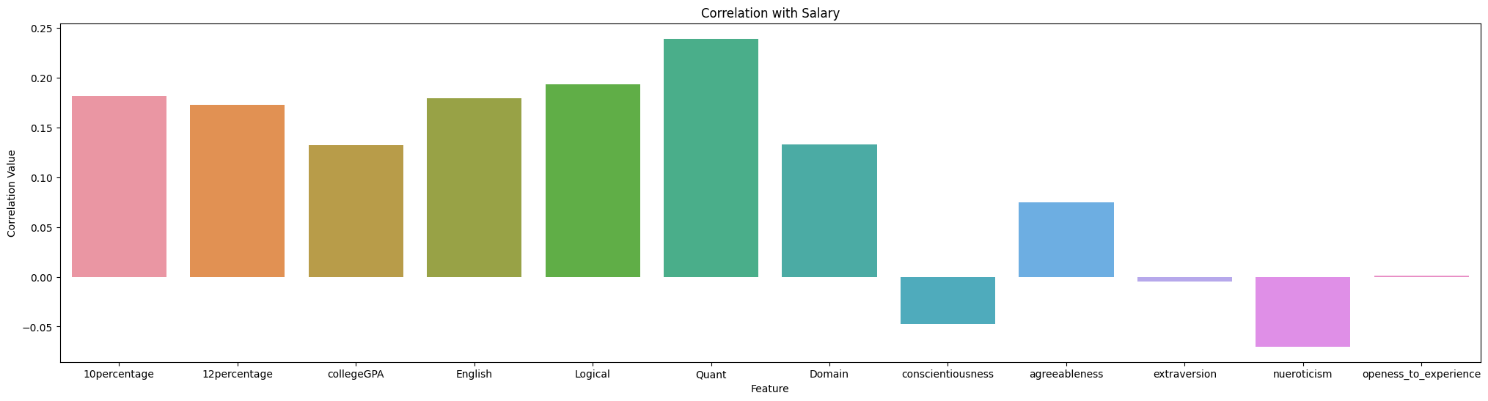 Correlation with Salary
Correlation Value
0.25
0.20
0.15
0.10
0.05
0.00
−0.05
10percentage 12percentage collegeGPA English Logical Quant Domain conscientiousness agreeableness extraversion nueroticism openess_to_experience
Feature